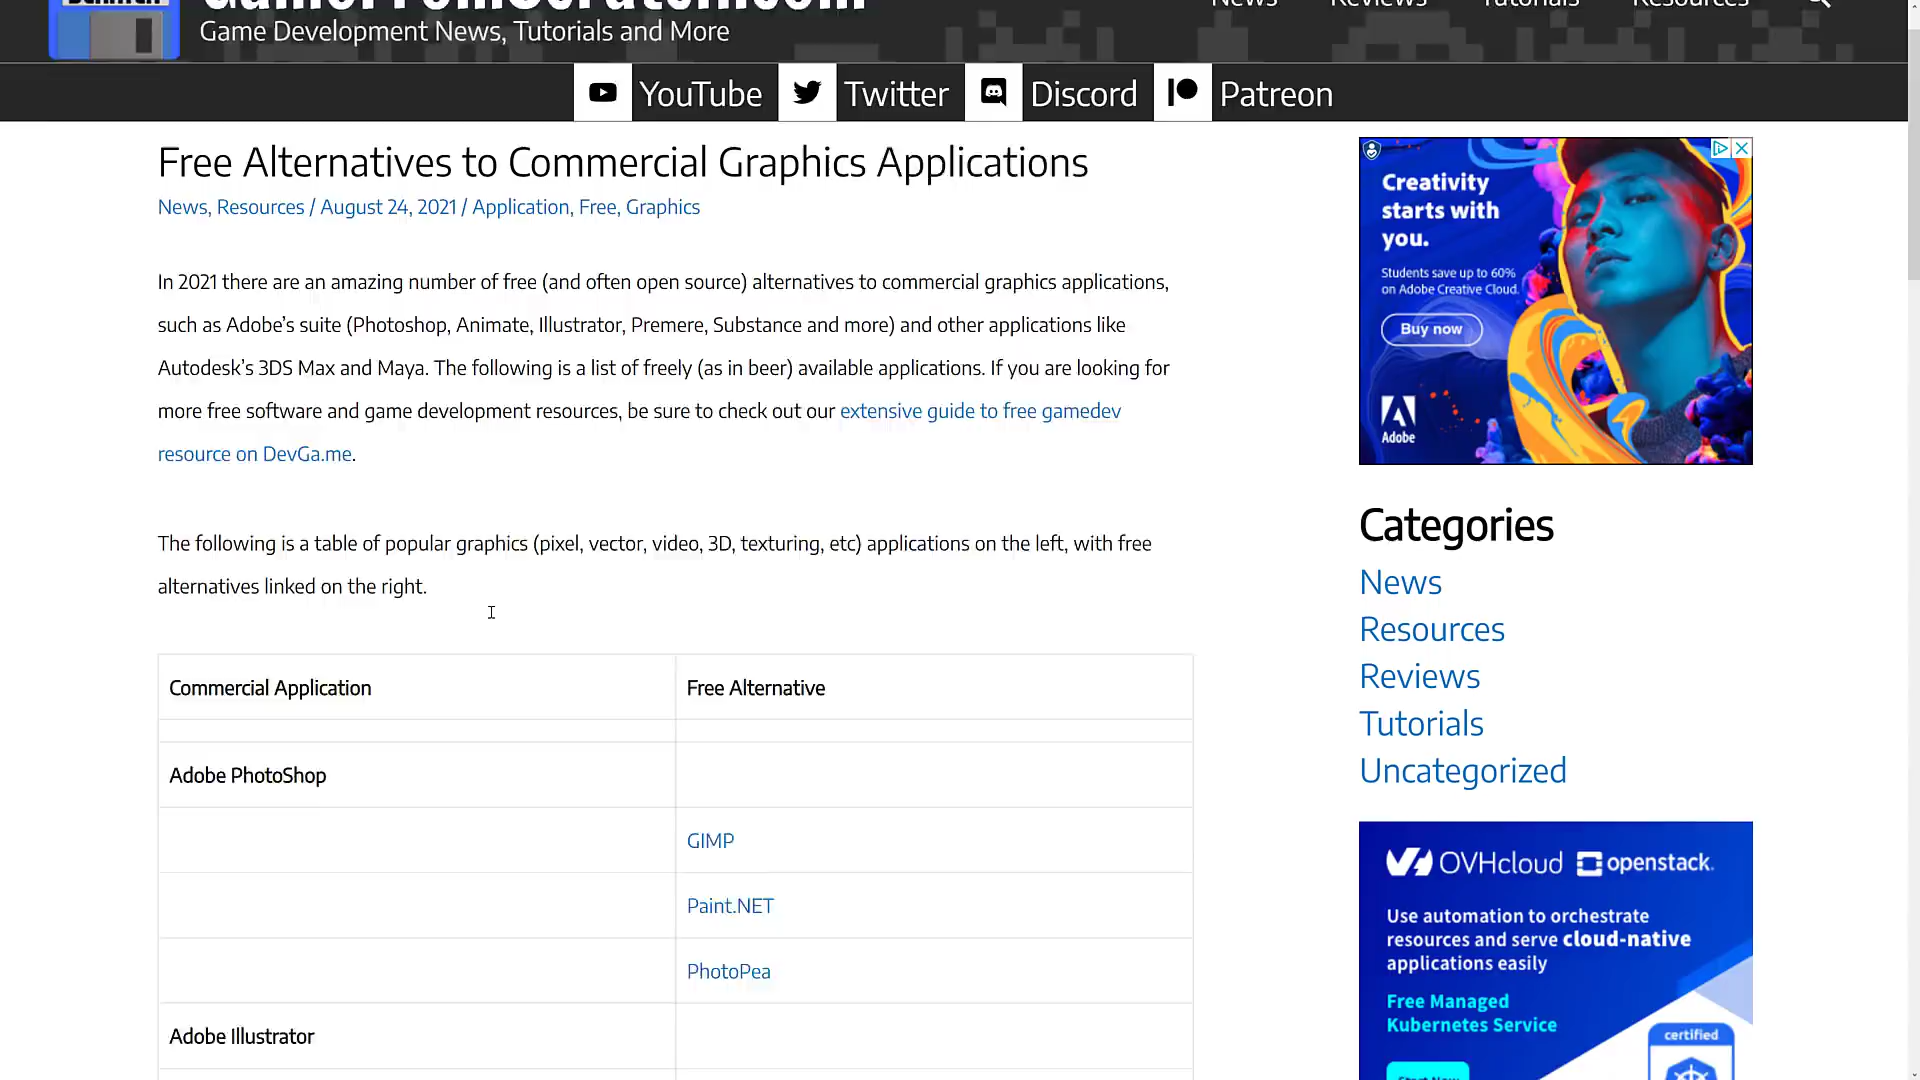 Game Development News, Tutorials and More
News Reviews Tutorials Resources
YouTube Twitter Discord Patreon
Free Alternatives to Commercial Graphics Applications
News, Resources / August 24, 2021 / Application, Free, Graphics
In 2021 there are an amazing number of free (and often open source) alternatives to commercial graphics applications,
such as Adobe’s suite (Photoshop, Animate, Illustrator, Premere, Substance and more) and other applications like
Autodesk’s 3DS Max and Maya. The following is a list of freely (as in beer) available applications. If you are looking for
more free software and game development resources, be sure to check out our extensive guide to free gamedev
resource on DevGa.me.
The following is a table of popular graphics (pixel, vector, video, 3D, texturing, etc) applications on the left, with free
alternatives linked on the right.
Commercial Application Free Alternative
Adobe PhotoShop
GIMP
Paint.NET
PhotoPea
Adobe Illustrator
Creativity
starts with
you.
Students save up to 60%
on Adobe Creative Cloud.
Buy now
Adobe
Categories
News
Resources
Reviews
Tutorials
Uncategorized
OVHcloud openstack.
Use automation to orchestrate
resources and serve cloud-native
applications easily
Free Managed
Kubernetes Service
certified